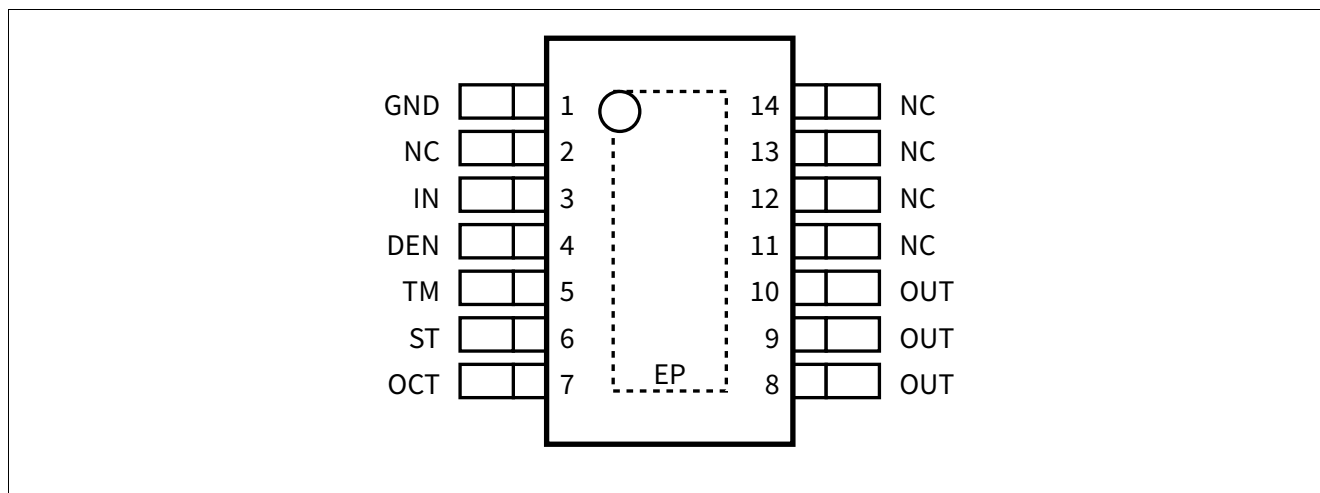 GND 1 14 NC
NC 2 13 NC
IN 3 12 NC
DEN 4 11 NC
TM 5 10 OUT
ST 6 9 OUT
OCT 7 EP 8 OUT